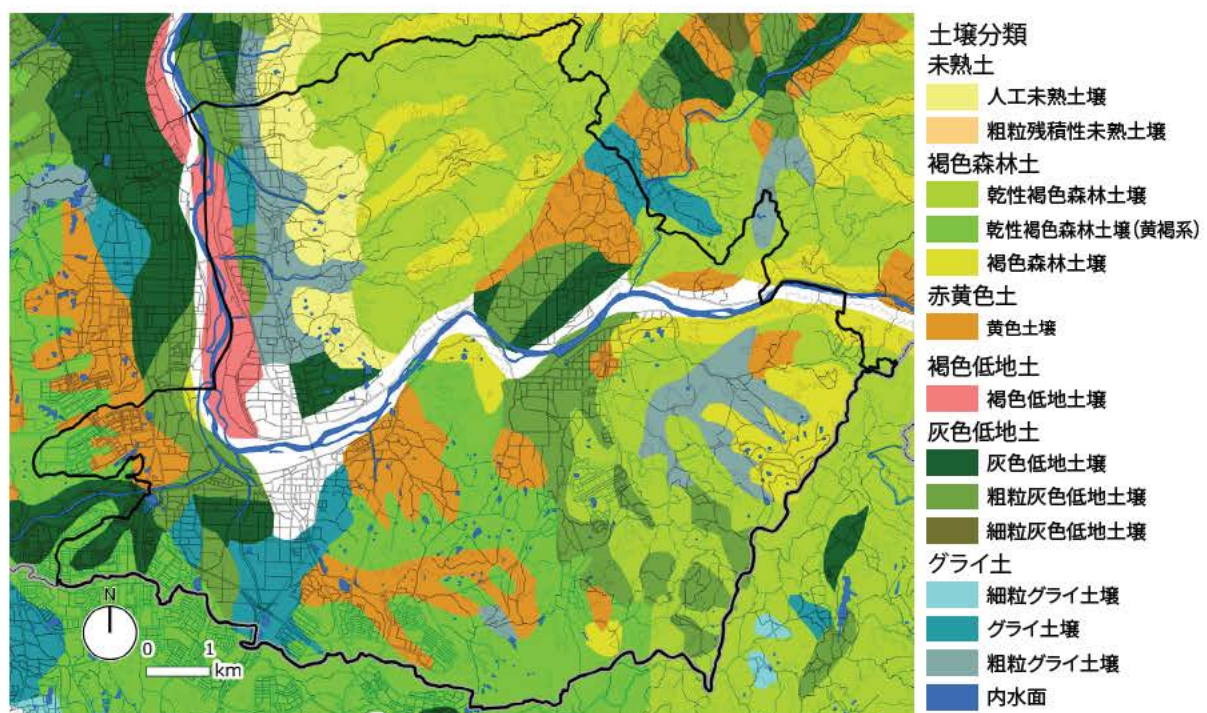 土壌分類
未熟土
人工未熟土壌
粗粒残積性未熟土壌
褐色森林土
乾性褐色森林土壌
乾性褐色森林土壌(黄褐系)
褐色森林土壌
赤黄色土
黄色土壌
褐色低地土
褐色低地土壌
灰色低地土
灰色低地土壌
粗粒灰色低地土壌
細粒灰色低地土壌
グライ土
細粒グライ土壌
グライ土壌
粗粒グライ土壌
内水面
N
0 1
km